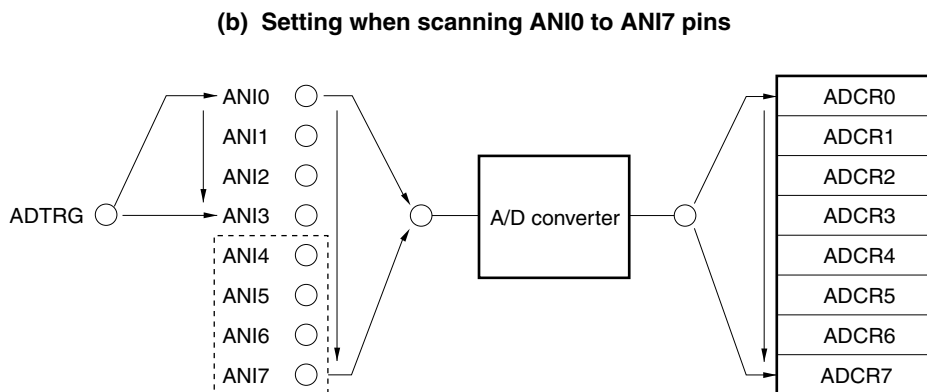 (b) Setting when scanning ANI0 to ANI7 pins
ADTRG
ANI0
ANI1
ANI2
ANI3
ANI4
ANI5
ANI6
ANI7
A/D converter
ADCR0
ADCR1
ADCR2
ADCR3
ADCR4
ADCR5
ADCR6
ADCR7